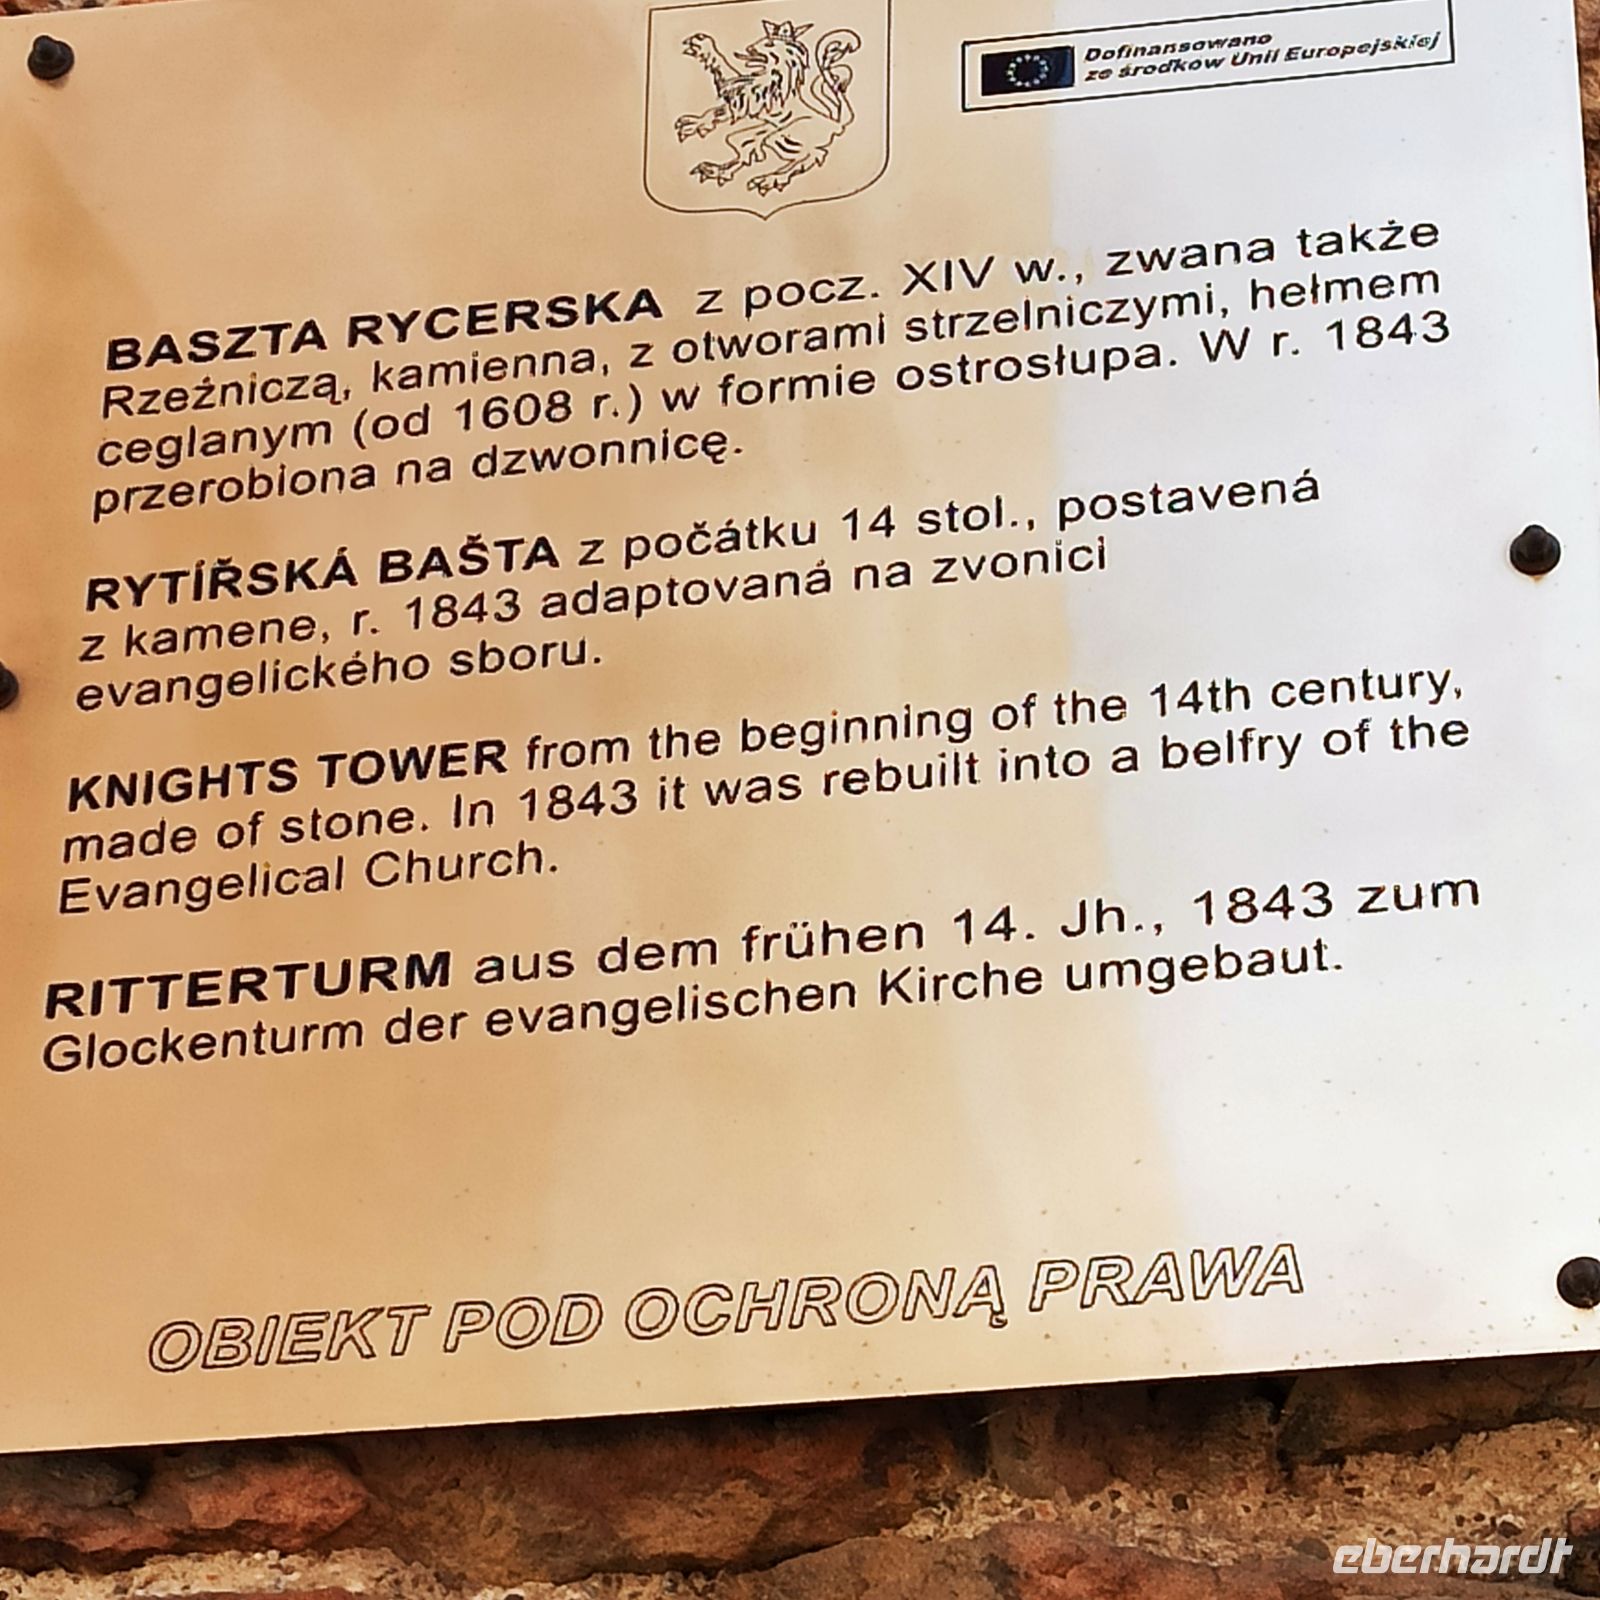 Dofinansowano
ze środków Unii Europejskiej
BASZTA RYCERSKA z pocz. XIV w., zwana także
Rzeźniczą, kamienna, z otworami strzelniczymi, hełmem
ceglanym (od 1608 r.) w formie ostrosłupa. W r. 1843
przerobiona na dzwonnicę.
RYTÍŘSKÁ BAŠTA z počátku 14 stol., postavená
z kamene, r. 1843 adaptovaná na zvonici
evangelického sboru.
KNIGHTS TOWER from the beginning of the 14th century,
made of stone. In 1843 it was rebuilt into a belfry of the
Evangelical Church.
RITTERTURM aus dem frühen 14. Jh., 1843 zum
Glockenturm der evangelischen Kirche umgebaut.
OBIEKT POD OCHRONĄ PRAWA
eberhardt